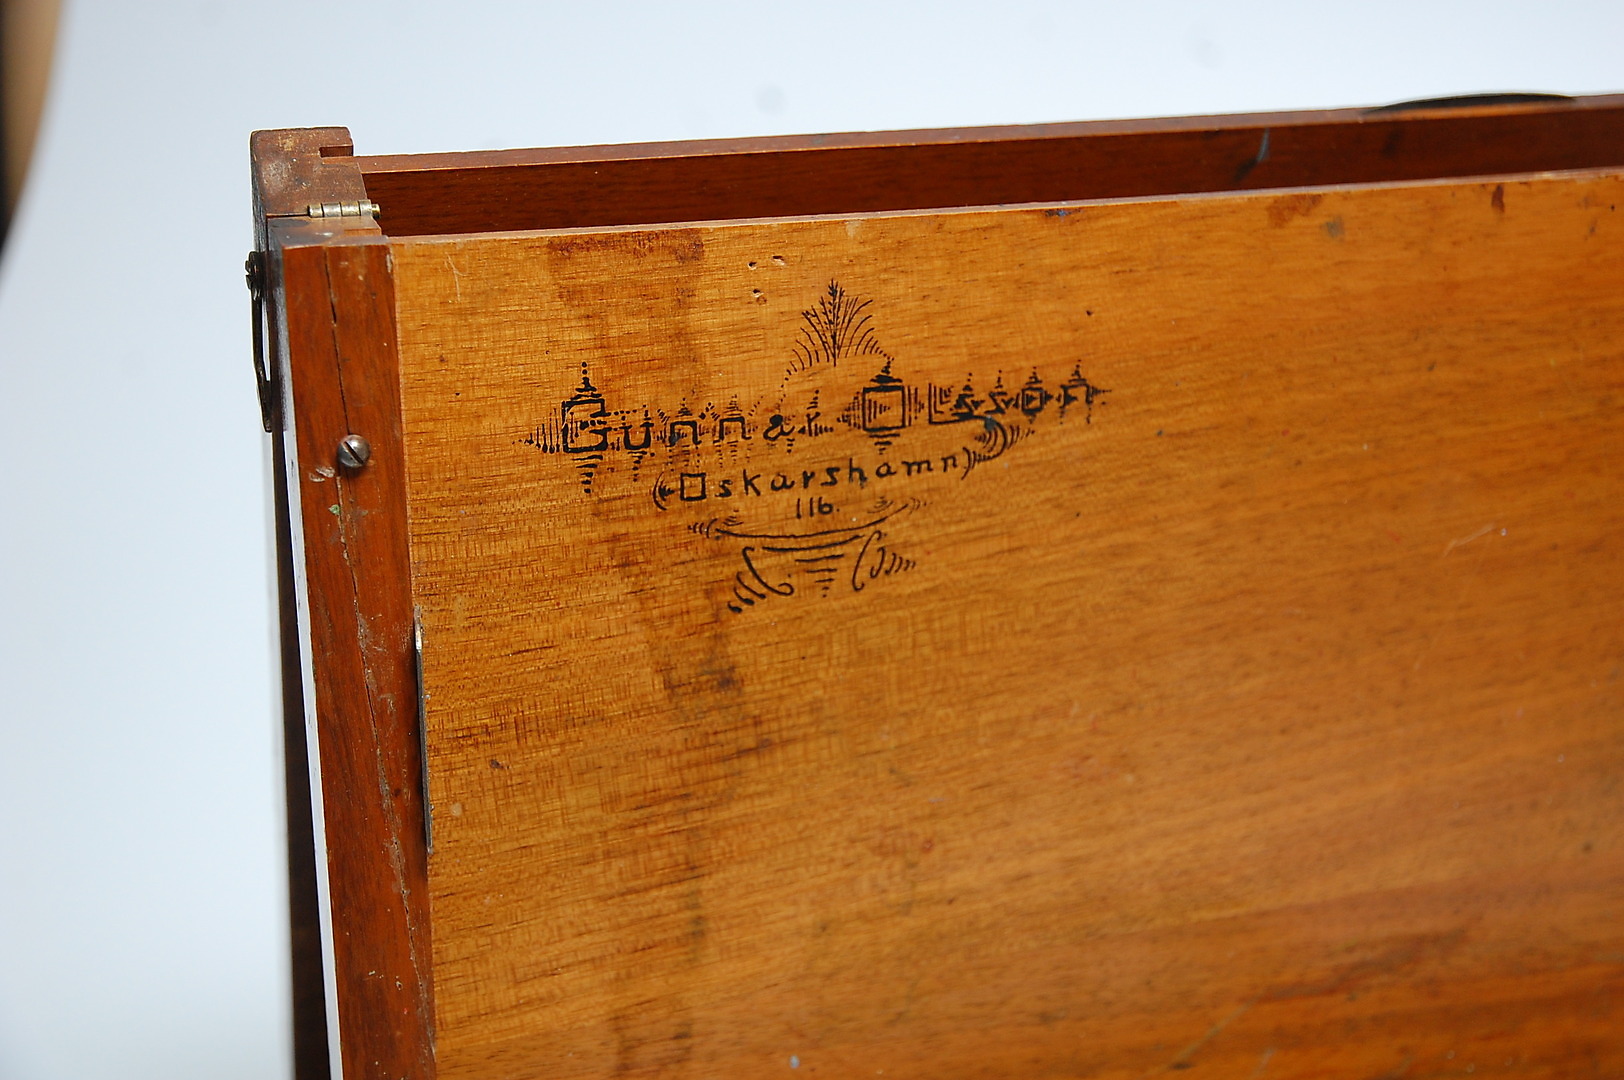 Gunnar Olsson
(Oskarshamn)
116.